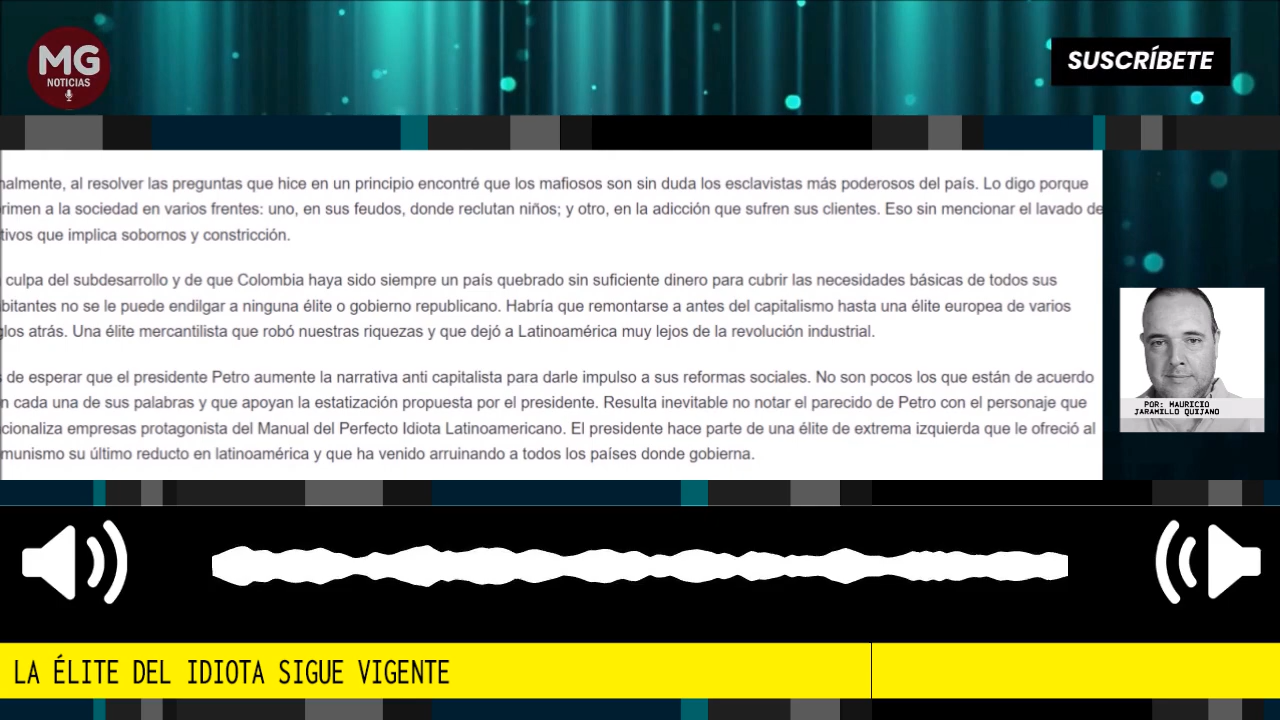 MG
NOTICIAS
SUSCRÍBETE
nalmente, al resolver las preguntas que hice en un principio encontré que los mafiosos son sin duda los esclavistas más poderosos del país. Lo digo porque
rimen a la sociedad en varios frentes: uno, en sus feudos, donde reclutan niños; y otro, en la adicción que sufren sus clientes. Eso sin mencionar el lavado de
tivos que implica sobornos y constricción.
culpa del subdesarrollo y de que Colombia haya sido siempre un país quebrado sin suficiente dinero para cubrir las necesidades básicas de todos sus
bitantes no se le puede endilgar a ninguna élite o gobierno republicano. Habría que remontarse a antes del capitalismo hasta una élite europea de varios
glos atrás. Una élite mercantilista que robó nuestras riquezas y que dejó a Latinoamérica muy lejos de la revolución industrial.
s de esperar que el presidente Petro aumente la narrativa anti capitalista para darle impulso a sus reformas sociales. No son pocos los que están de acuerdo
n cada una de sus palabras y que apoyan la estatización propuesta por el presidente. Resulta inevitable no notar el parecido de Petro con el personaje que
cionaliza empresas protagonista del Manual del Perfecto Idiota Latinoamericano. El presidente hace parte de una élite de extrema izquierda que le ofreció al
munismo su último reducto en latinoamérica y que ha venido arruinando a todos los países donde gobierna.
POR: MAURICIO
JARAMILLO QUIJANO
LA ÉLITE DEL IDIOTA SIGUE VIGENTE